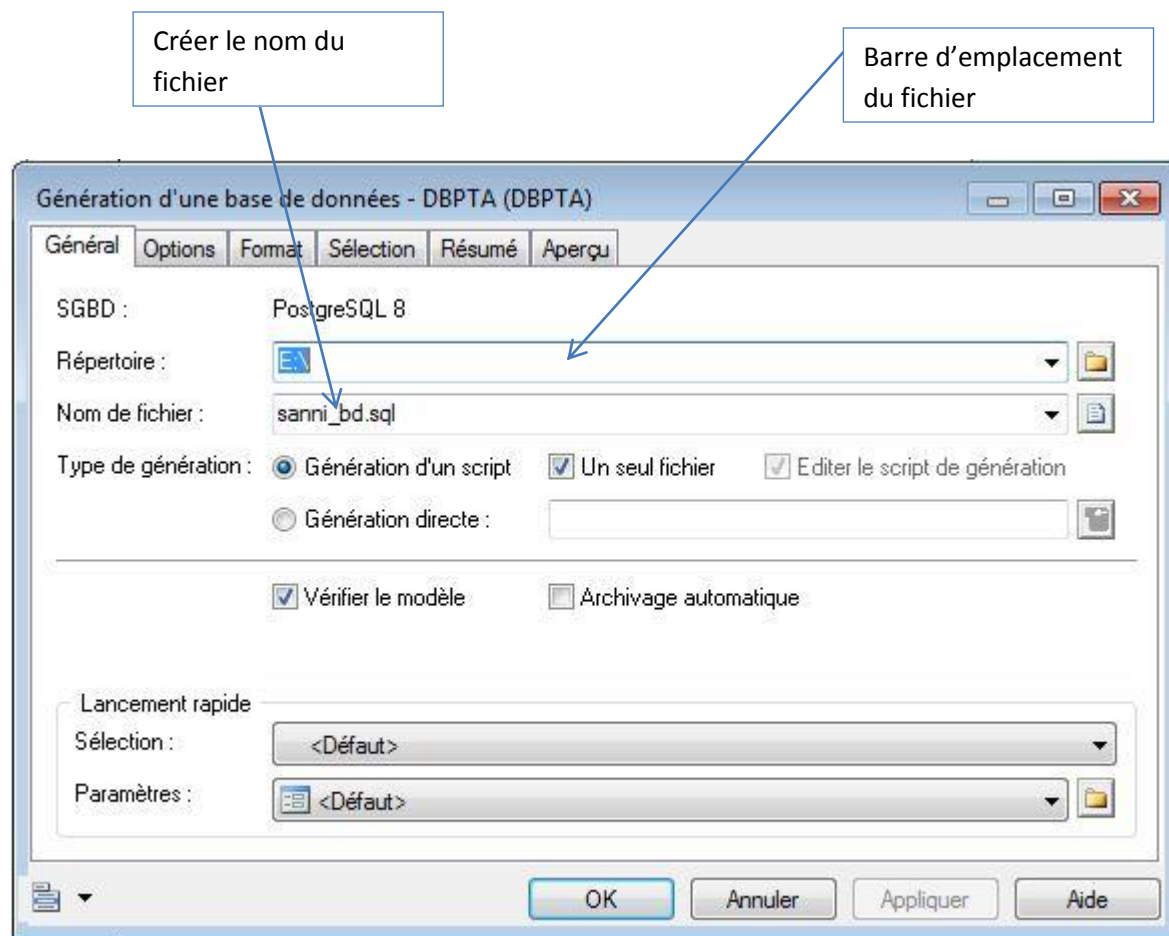 Créer le nom du
fichier
Barre d’emplacement
du fichier
Génération d'une base de données - DBPTA (DBPTA)
Général Options Format Sélection Résumé Aperçu
SGBD : PostgreSQL 8
Répertoire : E:\
Nom de fichier : sanni_bd.sql
Type de génération : Génération d'un script Un seul fichier Editer le script de génération
Génération directe :
Vérifier le modèle Archivage automatique
Lancement rapide
Sélection : <Défaut>
Paramètres : <Défaut>
OK Annuler Appliquer Aide